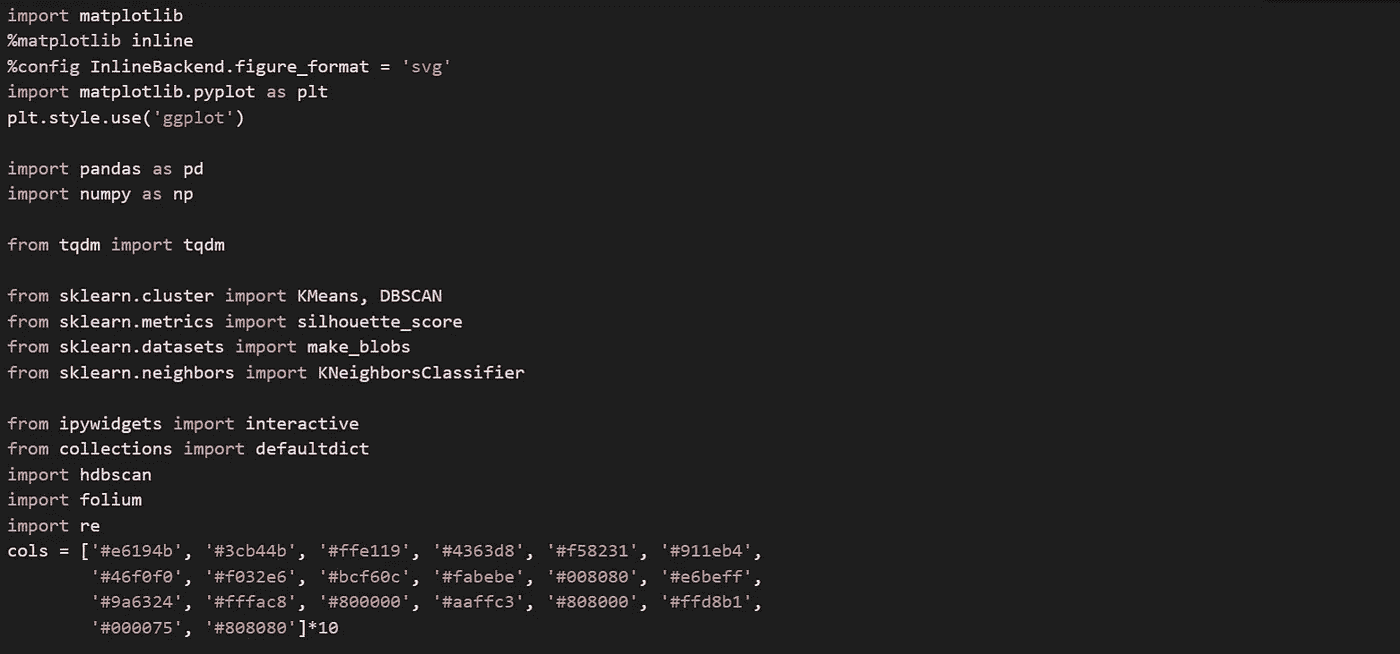 import matplotlib
%matplotlib inline
%config InlineBackend.figure_format = 'svg'
import matplotlib.pyplot as plt
plt.style.use('ggplot')

import pandas as pd
import numpy as np

from tqdm import tqdm

from sklearn.cluster import KMeans, DBSCAN
from sklearn.metrics import silhouette_score
from sklearn.datasets import make_blobs
from sklearn.neighbors import KNeighborsClassifier

from ipywidgets import interactive
from collections import defaultdict
import hdbscan
import folium
import re
cols = ['#e6194b', '#3cb44b', '#ffe119', '#4363d8', '#f58231', '#911eb4',
        '#46f0f0', '#f032e6', '#bcf60c', '#fabebe', '#008080', '#e6beff',
        '#9a6324', '#fffac8', '#800000', '#aaffc3', '#808000', '#ffd8b1',
        '#000075', '#808080']*10